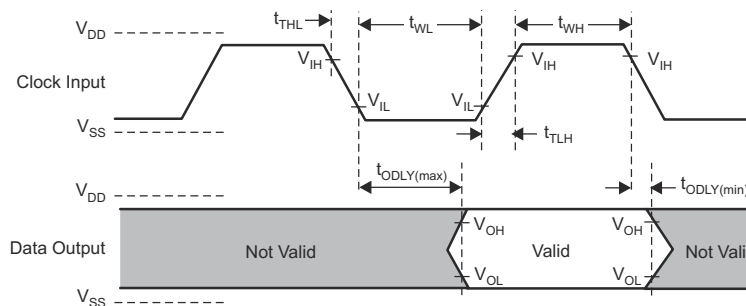 t_THL t_WL t_WH
V_DD
V_IH V_IH V_IH
Clock Input
V_IL V_IL
V_SS
t_TLH
t_ODLY(max) t_ODLY(min)
V_DD
V_OH V_OH
Data Output Not Valid Valid Not Vali
V_OL V_OL
V_SS